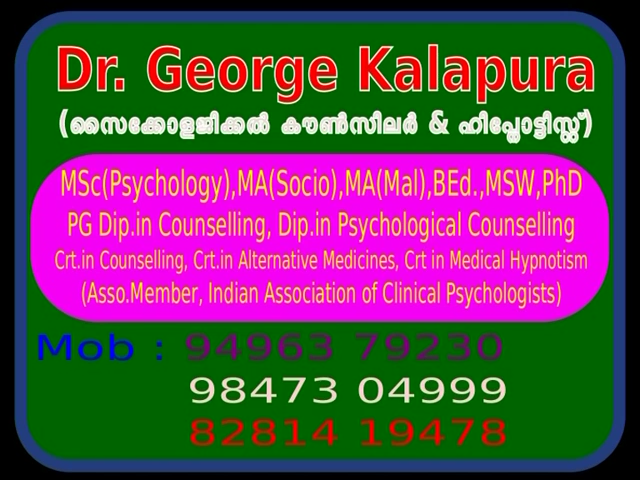 Dr. George Kalapura
(സൈക്കോളജിക്കൽ കൗൺസിലർ & ഹിപ്നോട്ടിസ്റ്റ്)
MSc(Psychology),MA(Socio),MA(Mal),BEd.,MSW,PhD
PG Dip.in Counselling, Dip.in Psychological Counselling
Crt.in Counselling, Crt.in Alternative Medicines, Crt in Medical Hypnotism
(Asso.Member, Indian Association of Clinical Psychologists)
Mob : 94963 79230
98473 04999
82814 19478